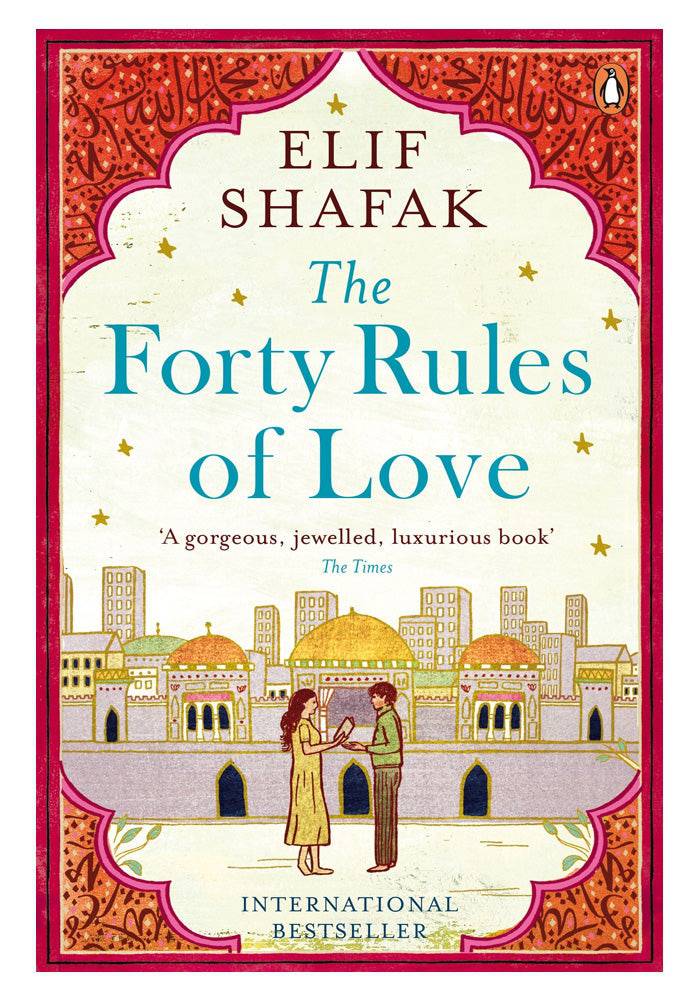 ELIF
SHAFAK
The
Forty Rules
of Love
‘A gorgeous, jewelled, luxurious book’
The Times
INTERNATIONAL
BESTSELLER